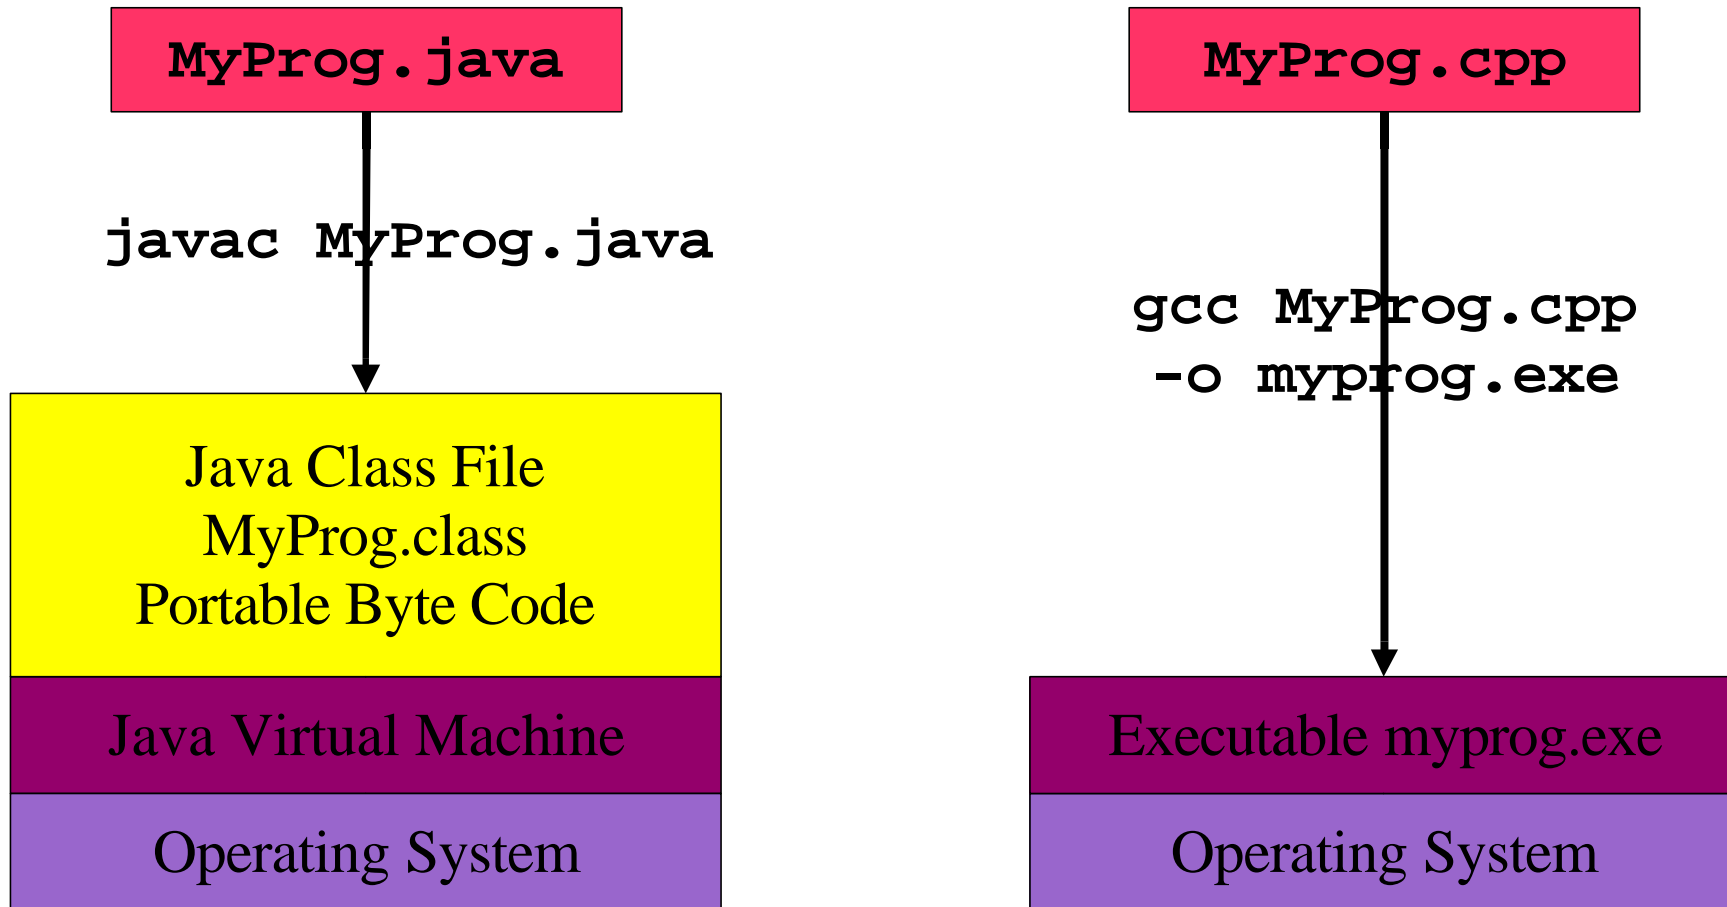 MyProg.java
javac MyProg.java
Java Class File
MyProg.class
Portable Byte Code
Java Virtual Machine
Operating System
MyProg.cpp
gcc MyProg.cpp
-o myprog.exe
Executable myprog.exe
Operating System